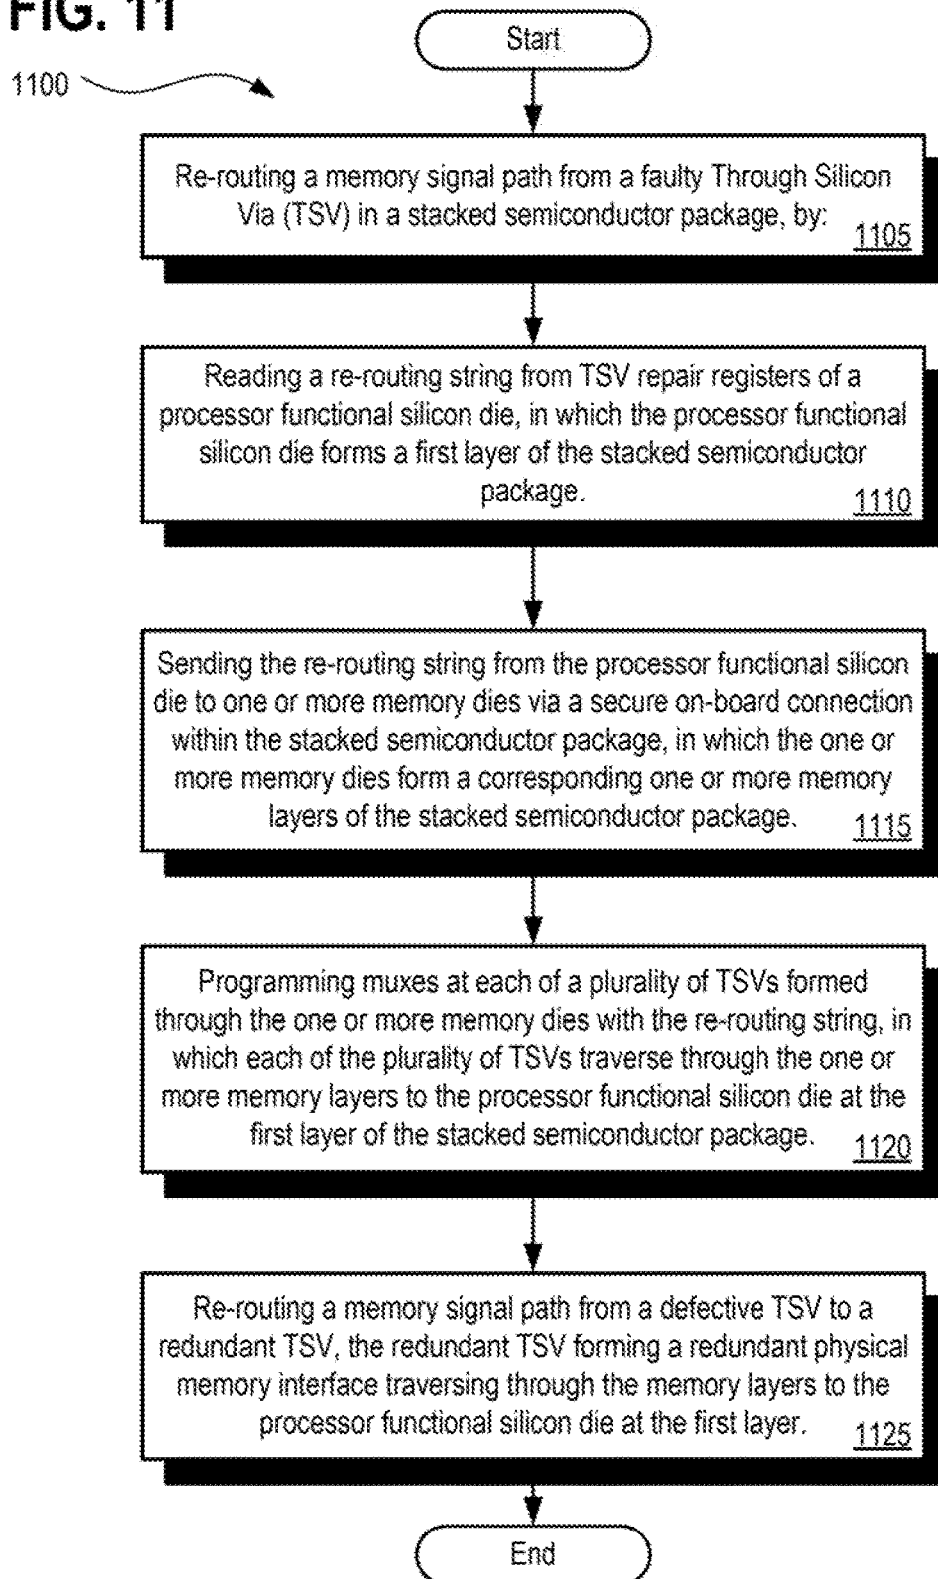 FIG. 11
Start
1100
Re-routing a memory signal path from a faulty Through Silicon
Via (TSV) in a stacked semiconductor package, by:
1105
Reading a re-routing string from TSV repair registers of a
processor functional silicon die, in which the processor functional
silicon die forms a first layer of the stacked semiconductor
package.
1110
Sending the re-routing string from the processor functional silicon
die to one or more memory dies via a secure on-board connection
within the stacked semiconductor package, in which the one or
more memory dies form a corresponding one or more memory
layers of the stacked semiconductor package.
1115
Programming muxes at each of a plurality of TSVs formed
through the one or more memory dies with the re-routing string, in
which each of the plurality of TSVs traverse through the one or
more memory layers to the processor functional silicon die at the
first layer of the stacked semiconductor package.
1120
Re-routing a memory signal path from a defective TSV to a
redundant TSV, the redundant TSV forming a redundant physical
memory interface traversing through the memory layers to the
processor functional silicon die at the first layer.
1125
End